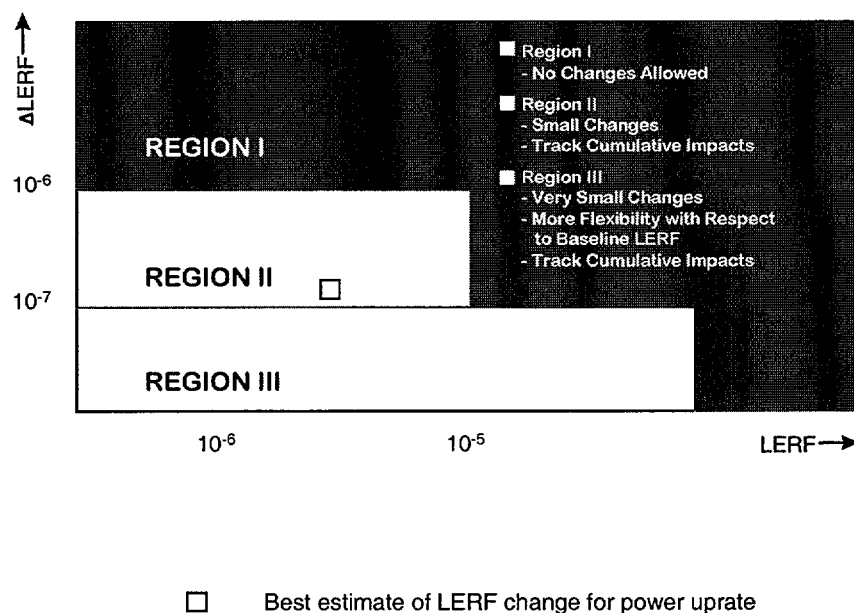 ΔLERF
Region I
- No Changes Allowed
Region II
- Small Changes
- Track Cumulative Impacts
REGION I
Region III
- Very Small Changes
- More Flexibility with Respect
to Baseline LERF
- Track Cumulative Impacts
10⁻⁶
REGION II
10⁻⁷
REGION III
10⁻⁶
10⁻⁵
LERF
Best estimate of LERF change for power uprate